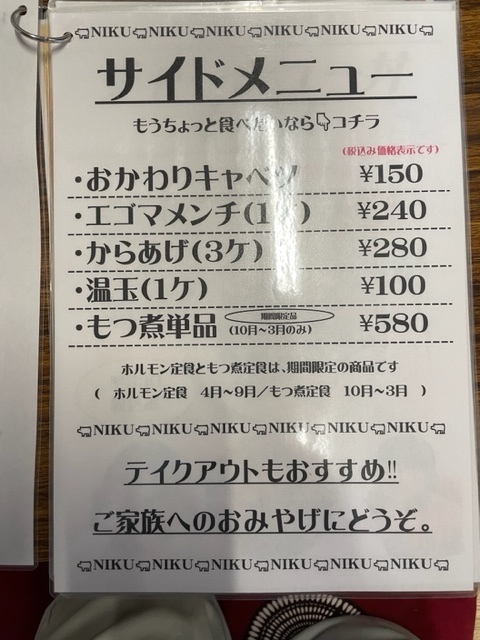 NIKU NIKU NIKU NIKU NIKU NIKU
サイドメニュー
もうちょっと食べたいならコチラ
(税込み価格表示です)
・おかわりキャベツ ¥150
・エゴマメンチ(1ケ) ¥240
・からあげ(3ケ) ¥280
・温玉(1ケ) ¥100
・もつ煮単品 期間限定品 (10月〜3月のみ) ¥580
ホルモン定食ともつ煮定食は、期間限定の商品です
( ホルモン定食 4月〜9月／もつ煮定食 10月〜3月 )
NIKU NIKU NIKU NIKU NIKU NIKU
テイクアウトもおすすめ!!
ご家族へのおみやげにどうぞ。
NIKU NIKU NIKU NIKU NIKU NIKU